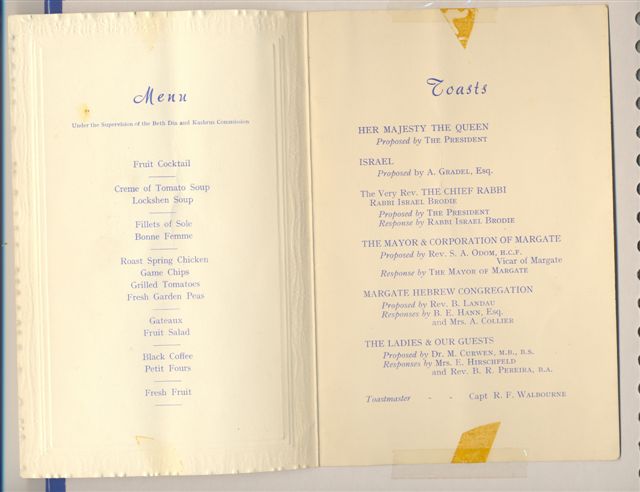 Menu
Under the Supervision of the Beth Din and Kashrus Commission
Fruit Cocktail
Creme of Tomato Soup
Lockshen Soup
Fillets of Sole
Bonne Femme
Roast Spring Chicken
Game Chips
Grilled Tomatoes
Fresh Garden Peas
Gateaux
Fruit Salad
Black Coffee
Petit Fours
Fresh Fruit
Toasts
HER MAJESTY THE QUEEN
Proposed by THE PRESIDENT
ISRAEL
Proposed by A. GRADEL, Esq.
The Very Rev. THE CHIEF RABBI
RABBI ISRAEL BRODIE
Proposed by THE PRESIDENT
Response by RABBI ISRAEL BRODIE
THE MAYOR & CORPORATION OF MARGATE
Proposed by REV. S. A. ODOM, H.C.F.
Vicar of Margate
Response by THE MAYOR OF MARGATE
MARGATE HEBREW CONGREGATION
Proposed by REV. B. LANDAU
Responses by B. E. HANN, Esq.
and MRS. A. COLLIER
THE LADIES & OUR GUESTS
Proposed by DR. M. CURWEN, M.B., B.S.
Responses by MRS. E. HIRSCHFELD
and REV. B. R. PEREIRA, B.A.
Toastmaster - - Capt R. F. WALBOURNE